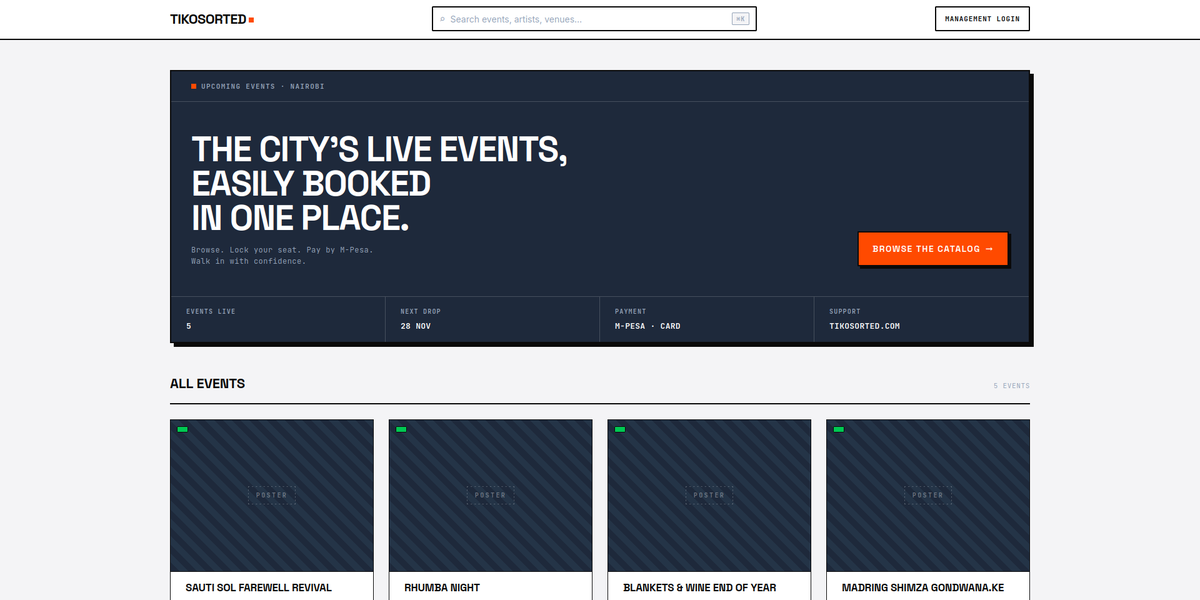 TIKOSORTED
Search events, artists, venues...
⌘K
MANAGEMENT LOGIN
UPCOMING EVENTS · NAIROBI
THE CITY’S LIVE EVENTS,
EASILY BOOKED
IN ONE PLACE.
Browse. Lock your seat. Pay by M-Pesa.
Walk in with confidence.
BROWSE THE CATALOG →
EVENTS LIVE
5
NEXT DROP
28 NOV
PAYMENT
M-PESA · CARD
SUPPORT
TIKOSORTED.COM
ALL EVENTS
5 EVENTS
POSTER
POSTER
POSTER
POSTER
SAUTI SOL FAREWELL REVIVAL
RHUMBA NIGHT
BLANKETS & WINE END OF YEAR
MADRING SHIMZA GONDWANA.KE